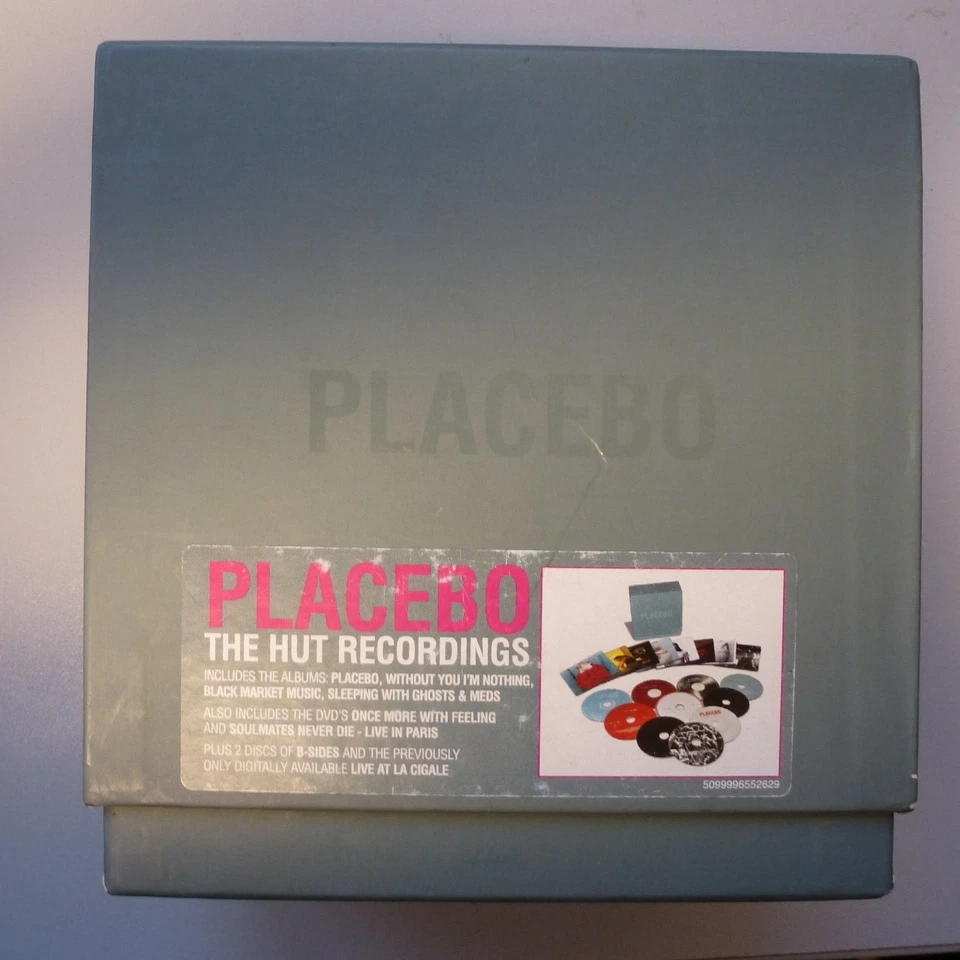 PLACEBO
PLACEBO
THE HUT RECORDINGS
INCLUDES THE ALBUMS: PLACEBO, WITHOUT YOU I'M NOTHING,
BLACK MARKET MUSIC, SLEEPING WITH GHOSTS & MEDS
ALSO INCLUDES THE DVD'S ONCE MORE WITH FEELING
AND SOULMATES NEVER DIE - LIVE IN PARIS
PLUS 2 DISCS OF B-SIDES AND THE PREVIOUSLY
ONLY DIGITALLY AVAILABLE LIVE AT LA CIGALE
PLACEBO
PLACEBO
5099996552629